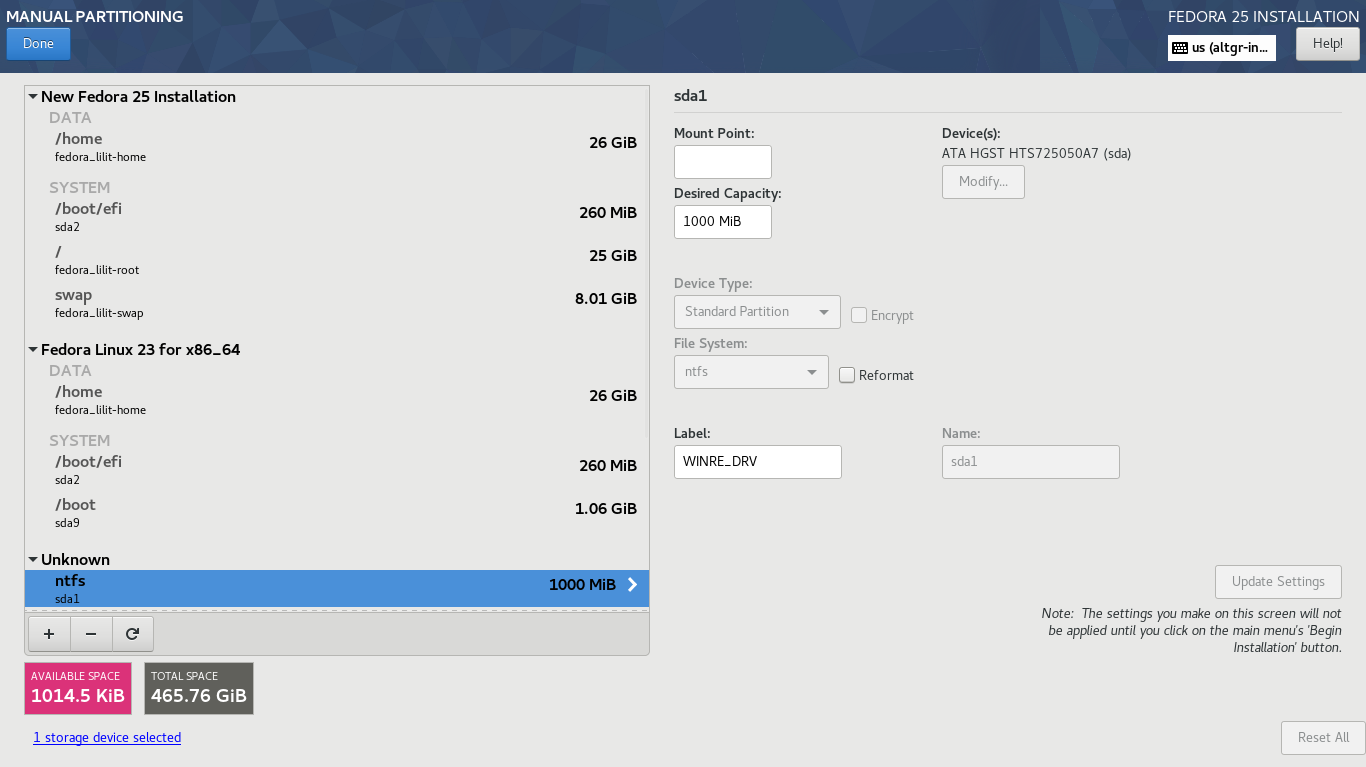 MANUAL PARTITIONING
FEDORA 25 INSTALLATION
Done
us (altgr-in...
Help!
New Fedora 25 Installation
DATA
/home
26 GiB
fedora_lilit-home
SYSTEM
/boot/efi
260 MiB
sda2
/
25 GiB
fedora_lilit-root
swap
8.01 GiB
fedora_lilit-swap
Fedora Linux 23 for x86_64
DATA
/home
26 GiB
fedora_lilit-home
SYSTEM
/boot/efi
260 MiB
sda2
/boot
1.06 GiB
sda9
Unknown
ntfs
1000 MiB
sda1
AVAILABLE SPACE
1014.5 KiB
TOTAL SPACE
465.76 GiB
1 storage device selected
sda1
Mount Point:
Device(s):
ATA HGST HTS725050A7 (sda)
Modify...
Desired Capacity:
1000 MiB
Device Type:
Standard Partition
Encrypt
File System:
ntfs
Reformat
Label:
Name:
WINRE_DRV
sda1
Update Settings
Note:  The settings you make on this screen will not
be applied until you click on the main menu's 'Begin
Installation' button.
Reset All